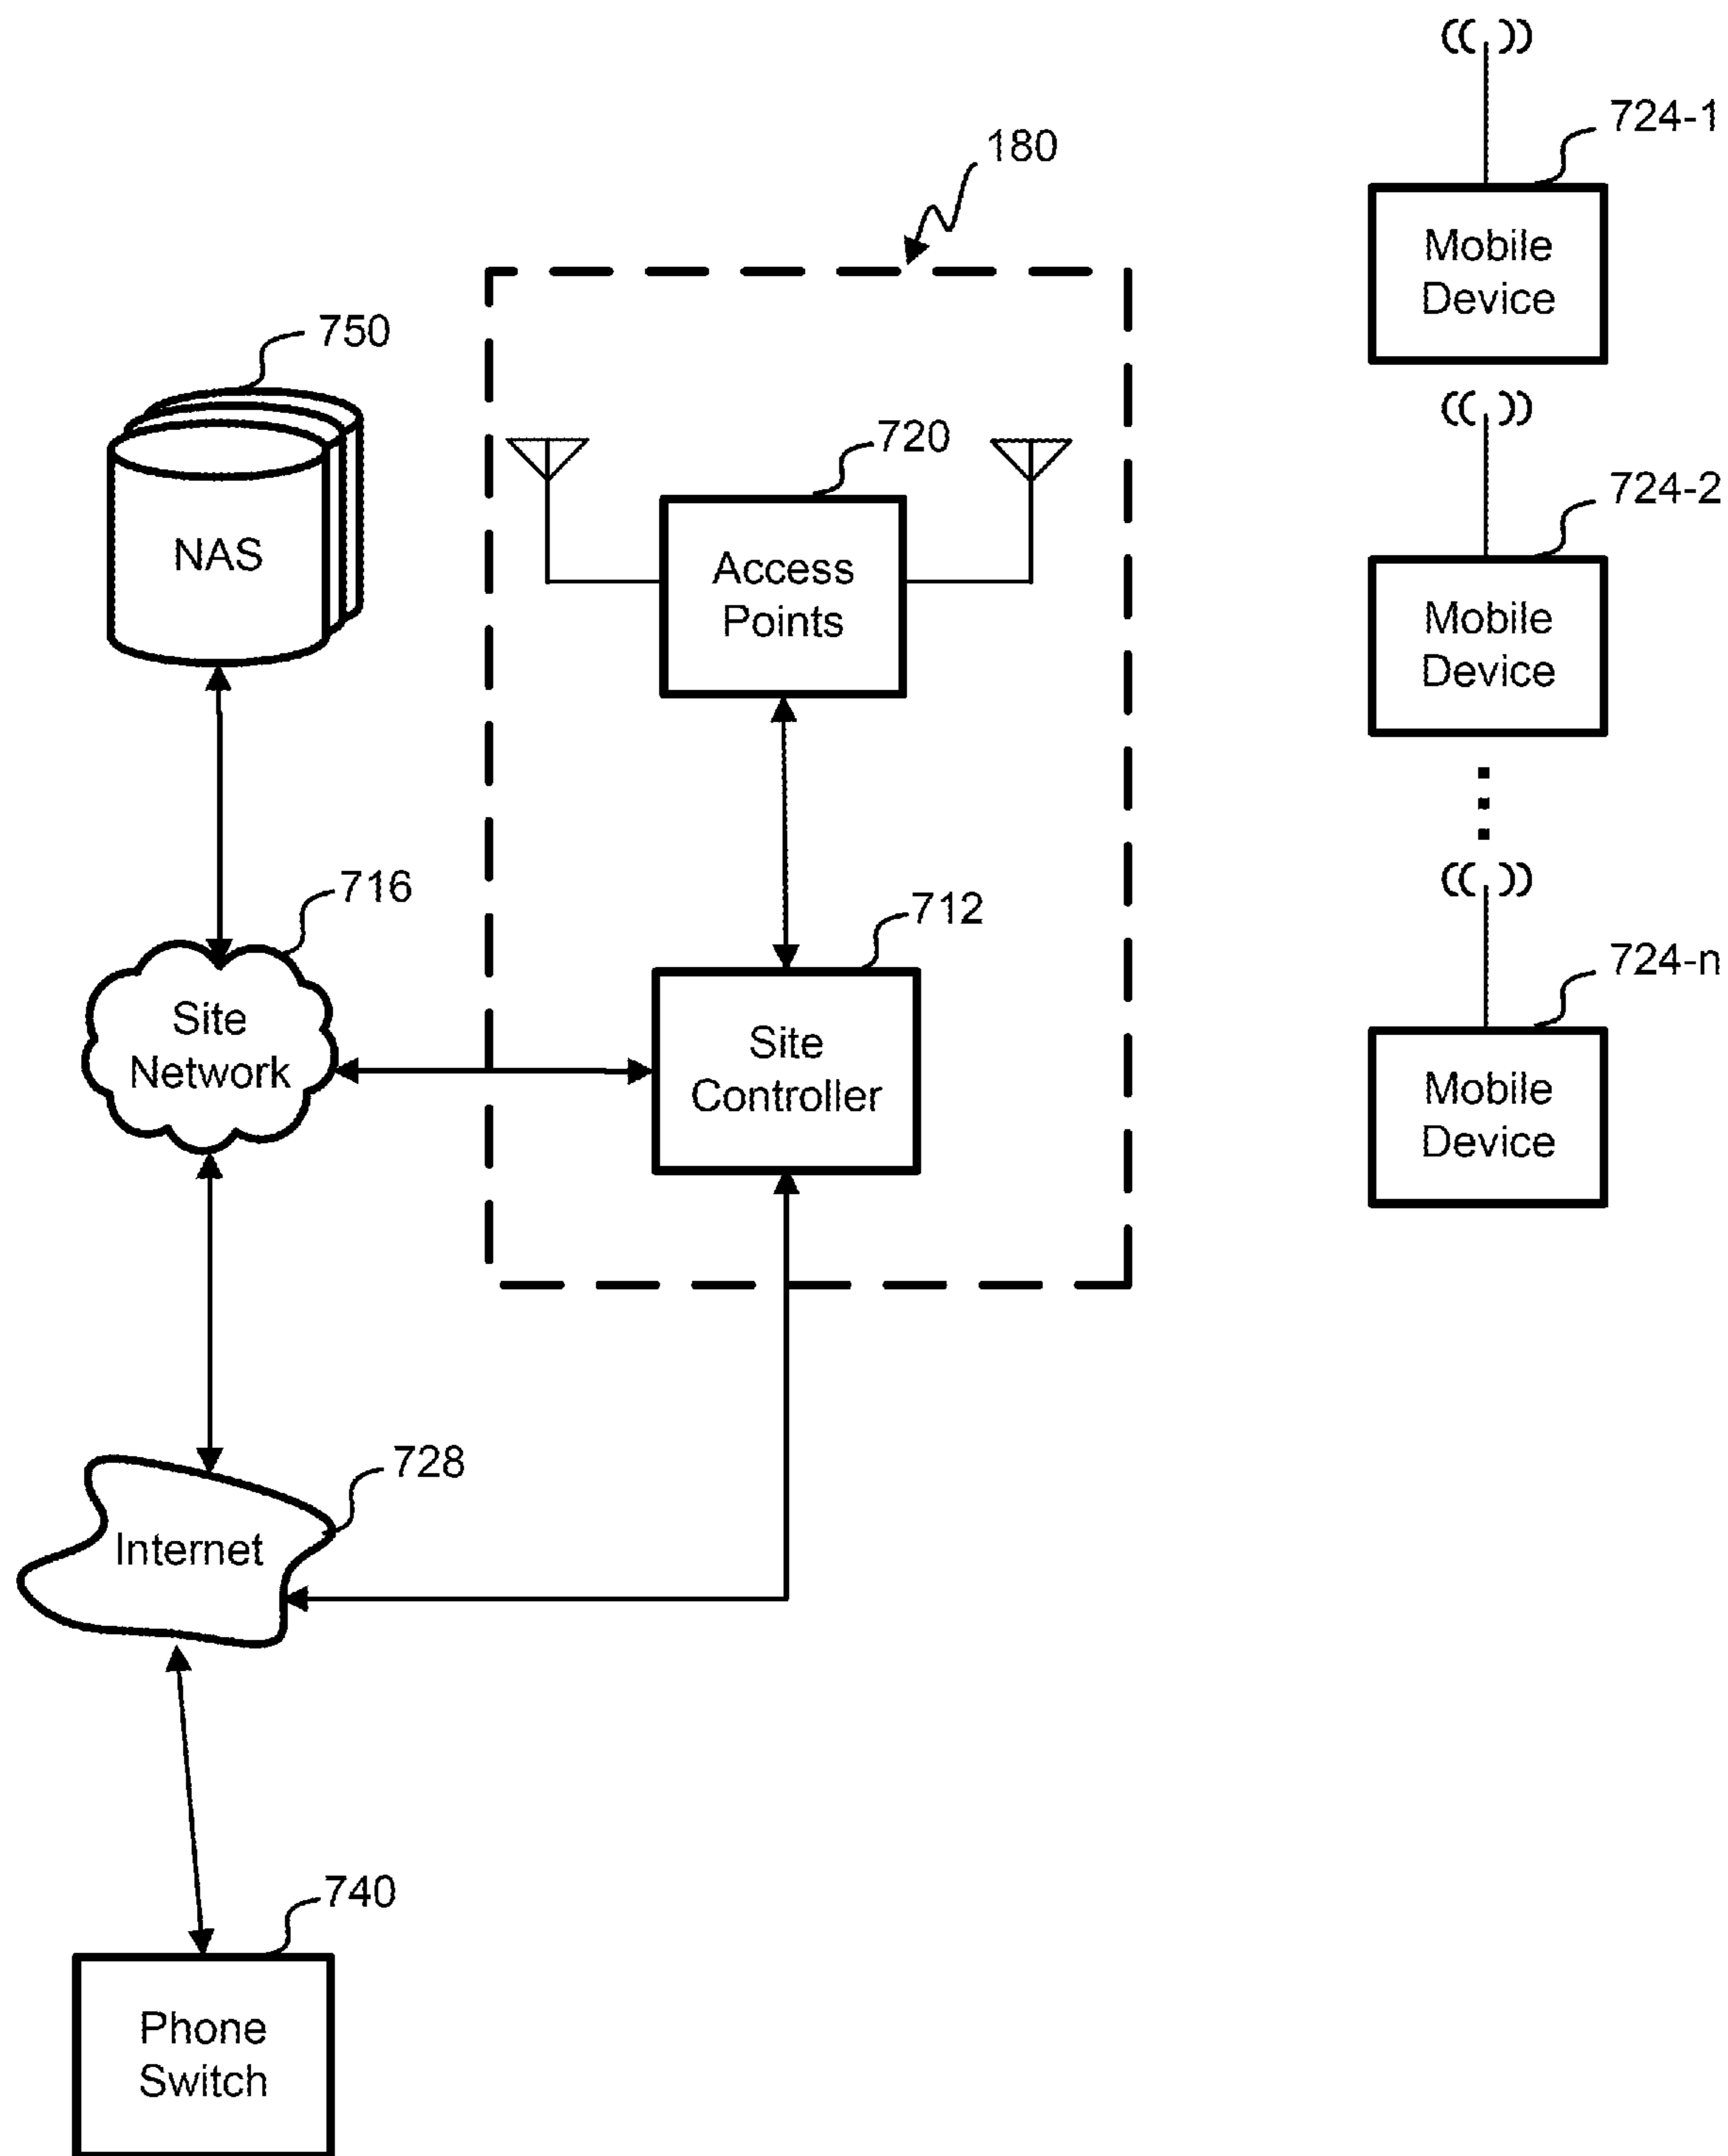 724-1
180
Mobile
Device
750
720
724-2
NAS
Access
Points
Mobile
Device
716
712
724-n
Site
Network
Site
Controller
Mobile
Device
728
Internet
740
Phone
Switch